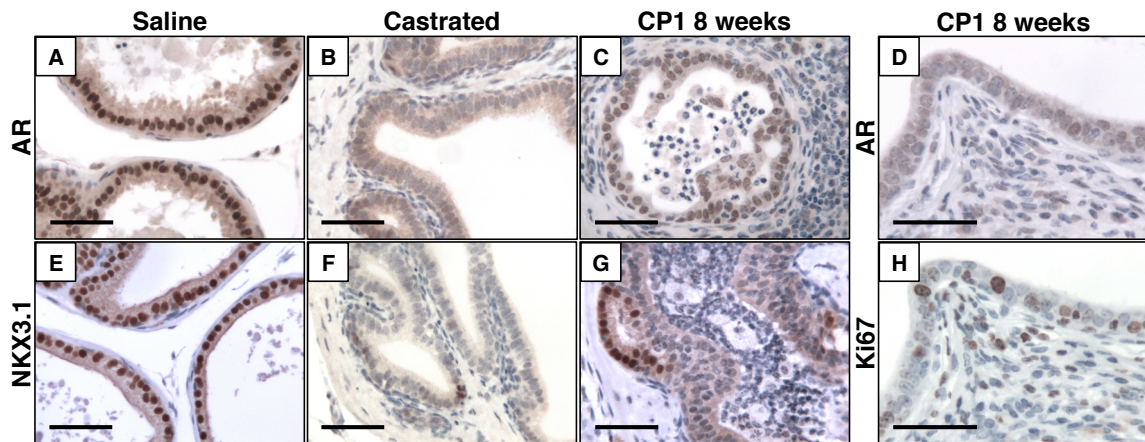 Saline Castrated CP1 8 weeks CP1 8 weeks
AR A B C AR D
NKX3.1 E F G Ki67 H